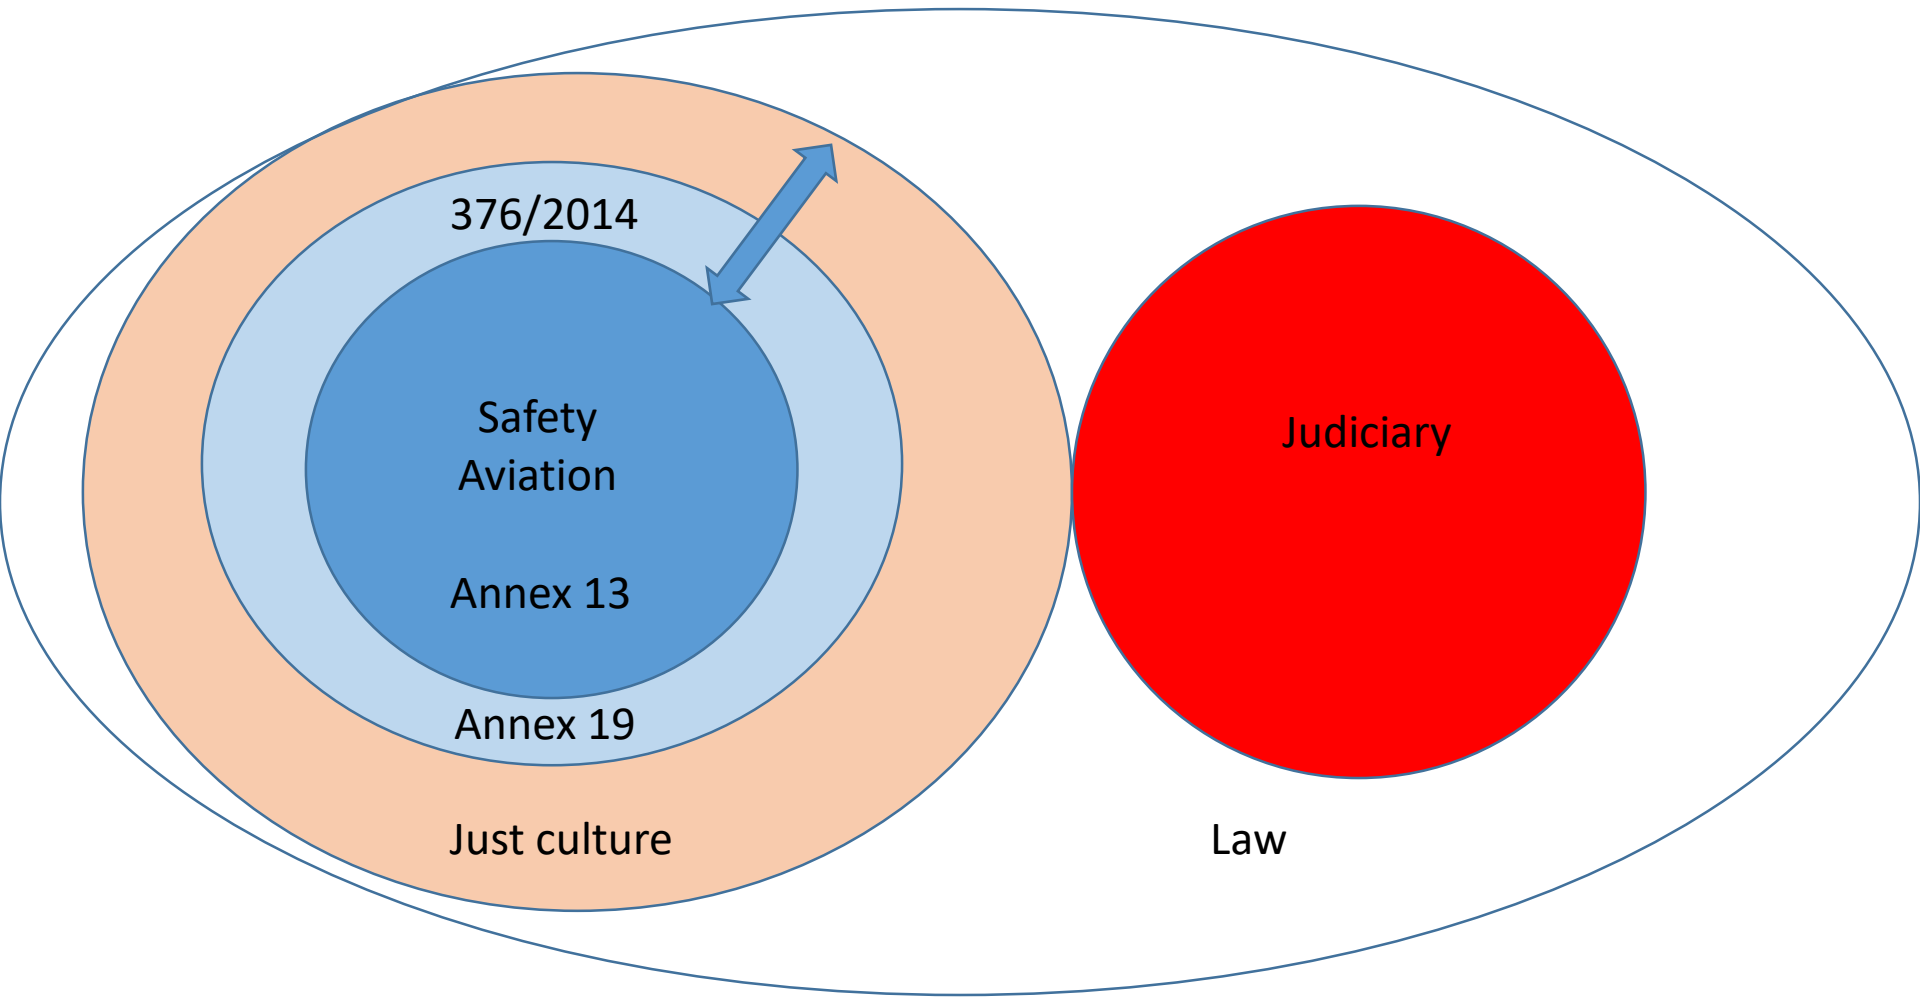 376/2014
Safety
Aviation
Annex 13
Annex 19
Just culture
Judiciary
Law